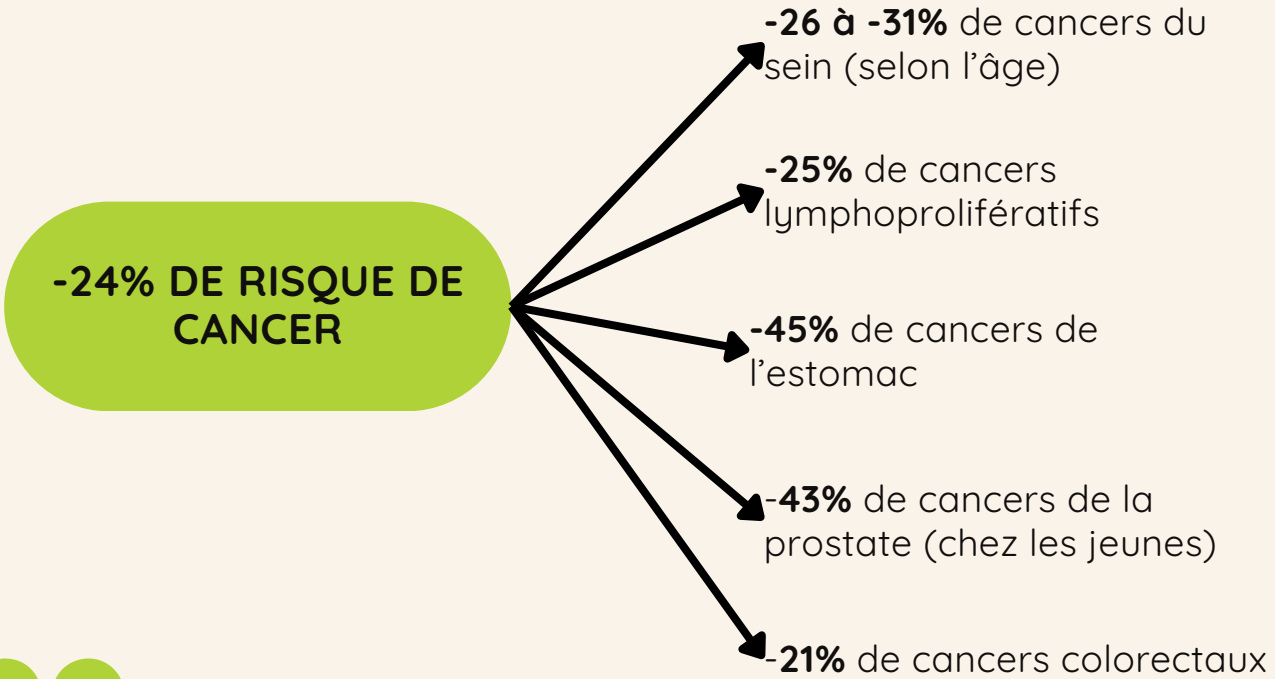 -26 à -31% de cancers du
sein (selon l’âge)
-25% de cancers
lymphoprolifératifs
-24% DE RISQUE DE
CANCER
-45% de cancers de
l’estomac
-43% de cancers de la
prostate (chez les jeunes)
-21% de cancers colorectaux